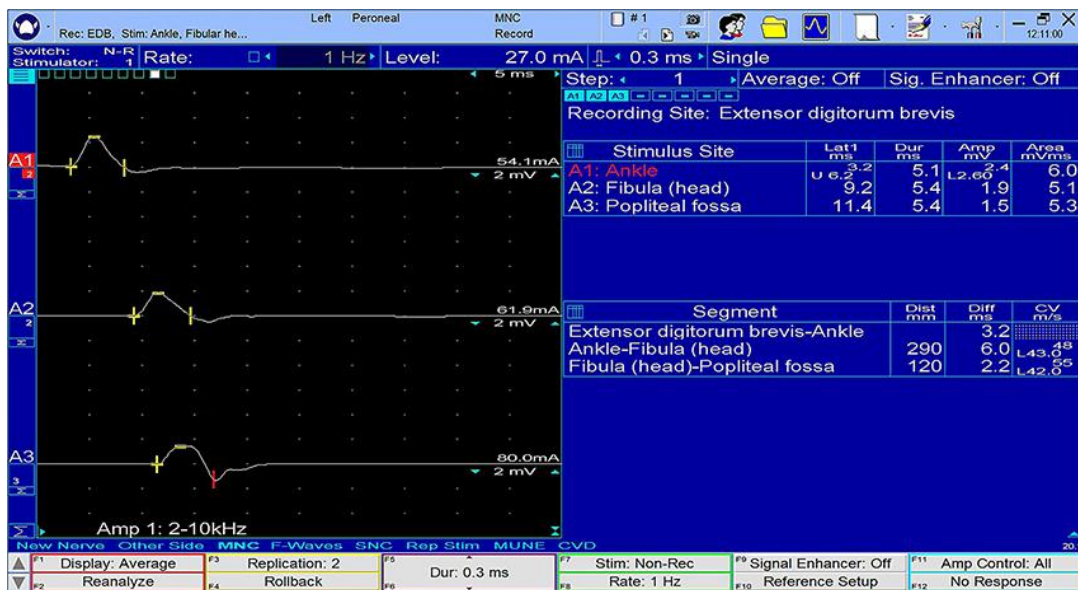 Left Peroneal MNC #1
Rec: EDB, Stim: Ankle, Fibular he... Record 12:11:00
Switch: N-R Rate: 1 Hz Level: 27.0 mA 0.3 ms Single
Stimulator: 1
5 ms Step: 1 Average: Off Sig. Enhancer: Off
A1 A2 A3
Recording Site: Extensor digitorum brevis
Stimulus Site Lat1 ms Dur ms Amp mV Area mVms
A1: Ankle U 6.2 3.2 5.1 L2.60 2.4 6.0
A2: Fibula (head) 9.2 5.4 1.9 5.1
A3: Popliteal fossa 11.4 5.4 1.5 5.3
A1 54.1mA
2 2 mV
A2 61.9mA
2 2 mV
Segment Dist mm Diff ms CV m/s
Extensor digitorum brevis-Ankle 3.2
Ankle-Fibula (head) 290 6.0 L43.0 48
Fibula (head)-Popliteal fossa 120 2.2 L42.0 55
A3 80.0mA
3 2 mV
Amp 1: 2-10kHz
New Nerve Other Side MNC F-Waves SNC Rep Stim MUNE CVD 20.
F1 Display: Average F3 Replication: 2 F5 Dur: 0.3 ms F7 Stim: Non-Rec F9 Signal Enhancer: Off F11 Amp Control: All
F2 Reanalyze F4 Rollback F6 F8 Rate: 1 Hz F10 Reference Setup F12 No Response